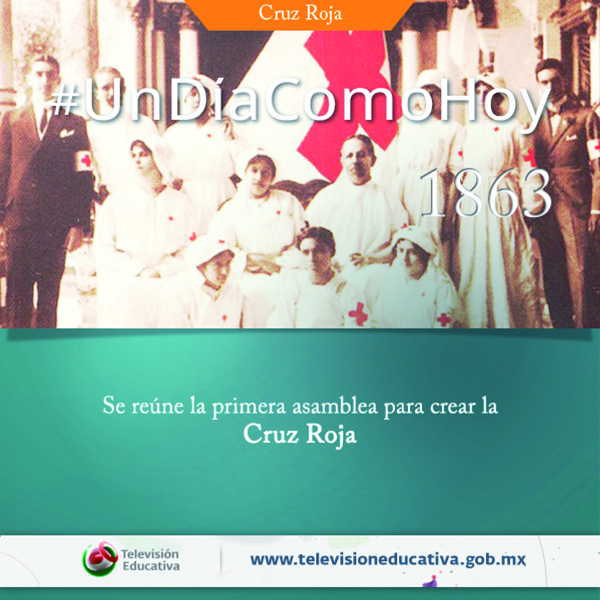 Cruz Roja
#UnDíaComoHoy
1863
Se reúne la primera asamblea para crear la
Cruz Roja
Televisión
Educativa
www.televisioneducativa.gob.mx